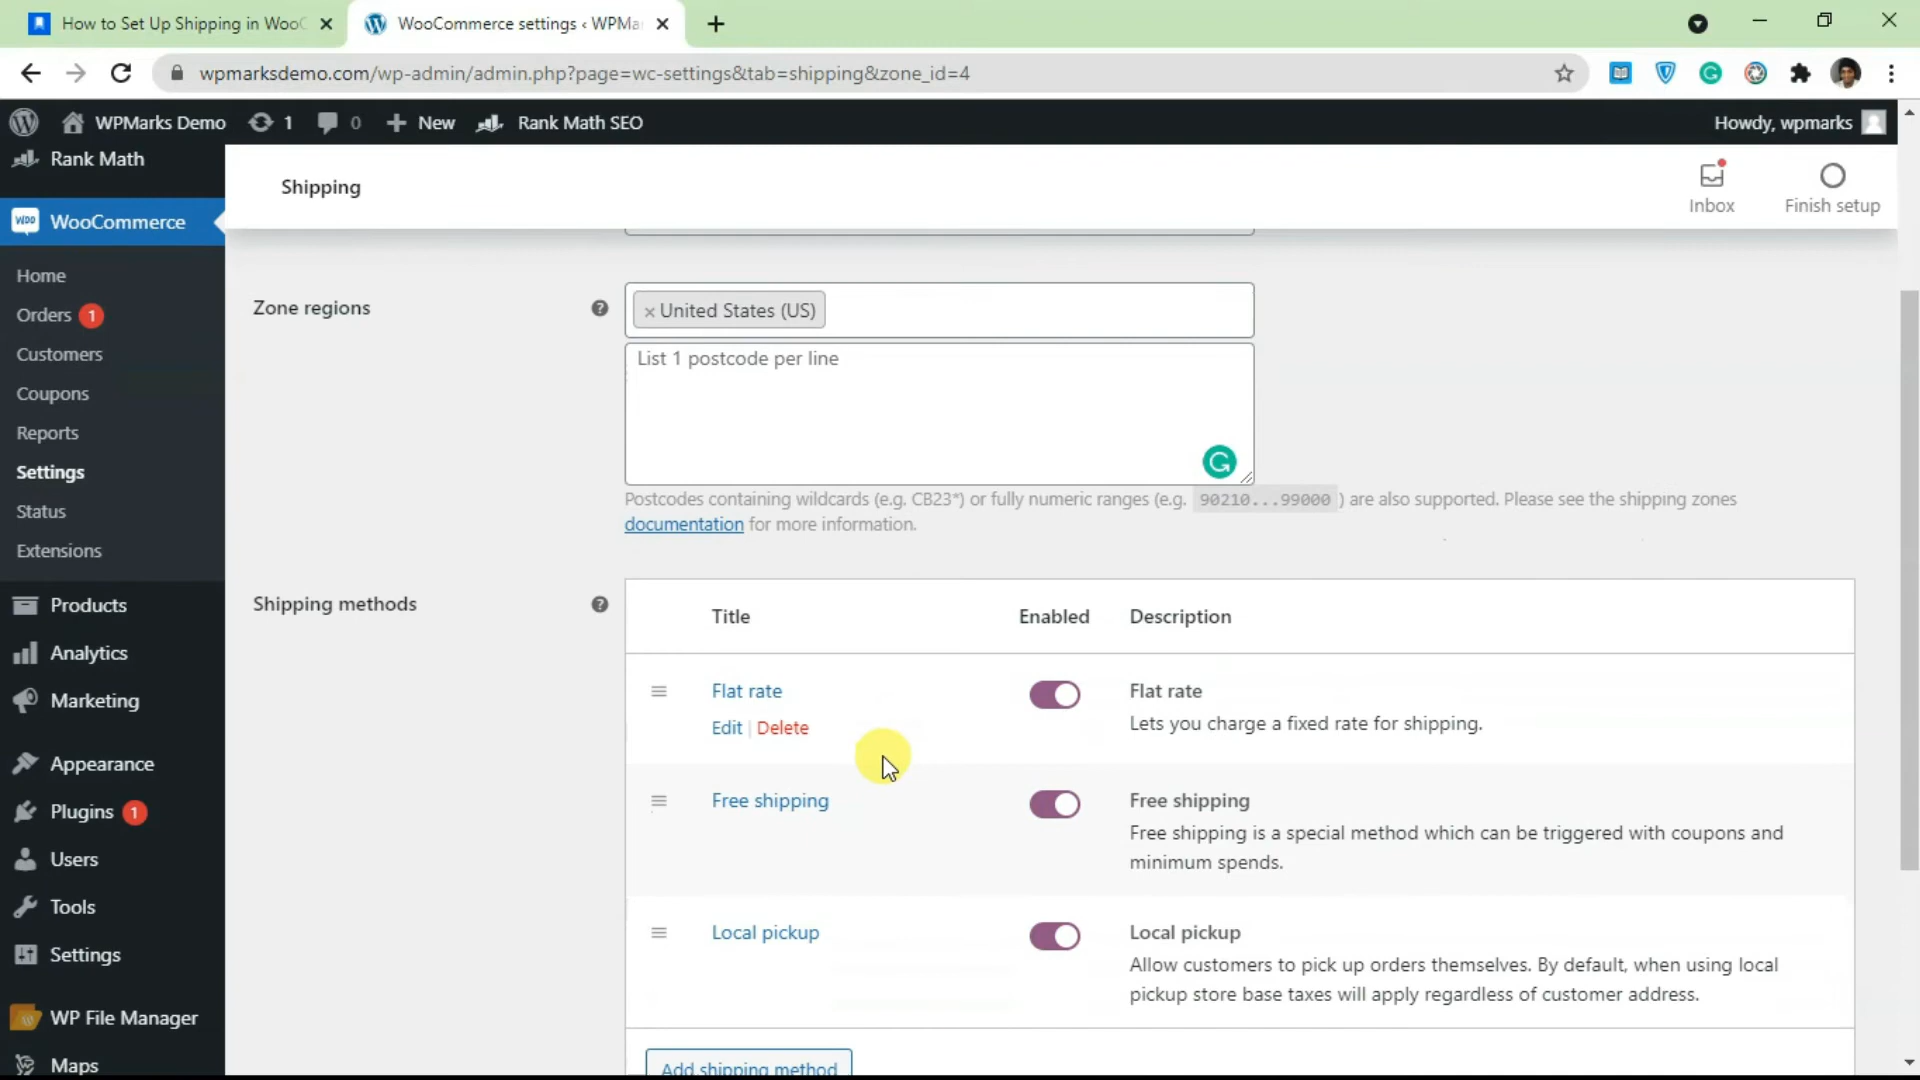 How to Set Up Shipping in WooC
WooCommerce settings ‹ WPMa
wpmarksdemo.com/wp-admin/admin.php?page=wc-settings&tab=shipping&zone_id=4
WPMarks Demo 1 0 New Rank Math SEO Howdy, wpmarks
Rank Math
WooCommerce
Home
Orders 1
Customers
Coupons
Reports
Settings
Status
Extensions
Products
Analytics
Marketing
Appearance
Plugins 1
Users
Tools
Settings
WP File Manager
Maps
Shipping
Inbox
Finish setup
Zone regions
× United States (US)
List 1 postcode per line
Postcodes containing wildcards (e.g. CB23*) or fully numeric ranges (e.g. 90210...99000 ) are also supported. Please see the shipping zones
documentation for more information.
Shipping methods
Title Enabled Description
Flat rate
Edit | Delete
Flat rate
Lets you charge a fixed rate for shipping.
Free shipping
Free shipping
Free shipping is a special method which can be triggered with coupons and
minimum spends.
Local pickup
Local pickup
Allow customers to pick up orders themselves. By default, when using local
pickup store base taxes will apply regardless of customer address.
Add shipping method